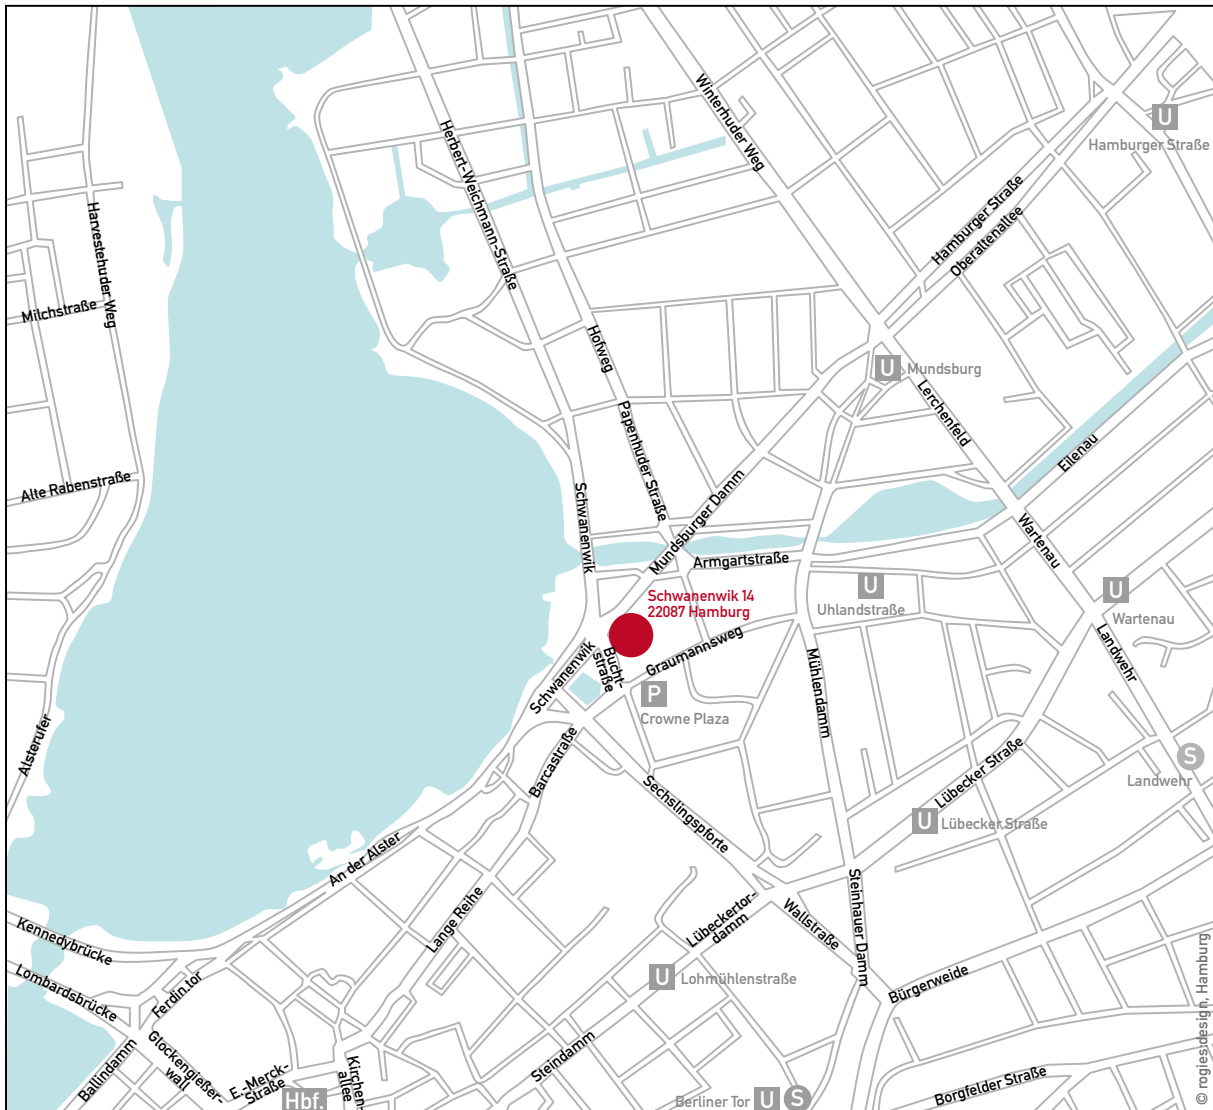 U
Hamburger Straße
Winterhuder Weg
Herbert-Weichmann-Straße
Harvestehuder Weg
Hamburger Straße
Oberaltenallee
Milchstraße
Hofweg
U Mundsburg
Lerchenfeld
Papenhuder Straße
Eilenau
Alte Rabenstraße
Schwanenwik
Mundsburger Damm
Wartenau
Armgartstraße
U
Uhlandstraße
U
Wartenau
Schwanenwik 14
22087 Hamburg
Landwehr
Graumannsweg
Schwanenwik
Bucht-
straße
P
Crowne Plaza
Mühlendamm
Alsterufer
Barcastraße
Lübecker Straße
S
Landwehr
Sechslingspforte
U Lübecker Straße
An der Alster
Lange Reihe
Steinhauer Damm
Lübeckertor-
damm
Wallstraße
Kennedybrücke
Lombardsbrücke
Ferdin.tor
U Lohmühlenstraße
Bürgerweide
Steindamm
Glockengießer-
wall
Ballindamm
E.-Merck-
Straße
Kirchen-
allee
Hbf.
Berliner Tor U S
Borgfelder Straße
© rogiesdesign, Hamburg